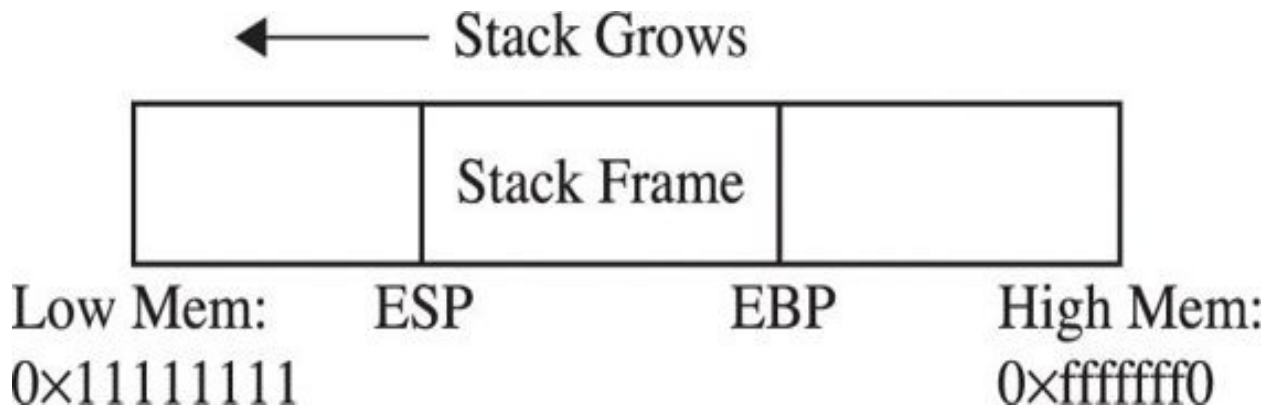 Stack Grows
Stack Frame
Low Mem: ESP EBP High Mem:
0×11111111 0×fffffff0